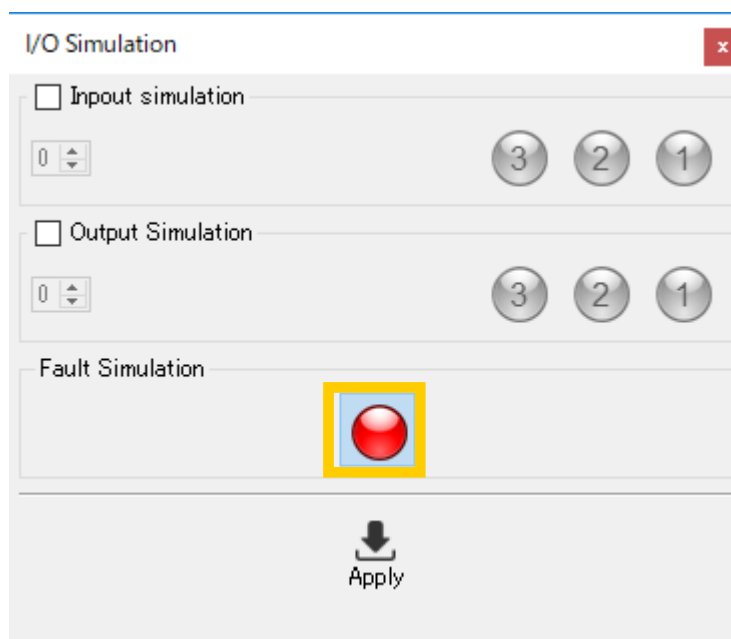 I/O Simulation
x
Inpout simulation
0
3 2 1
Output Simulation
0
3 2 1
Fault Simulation
Apply